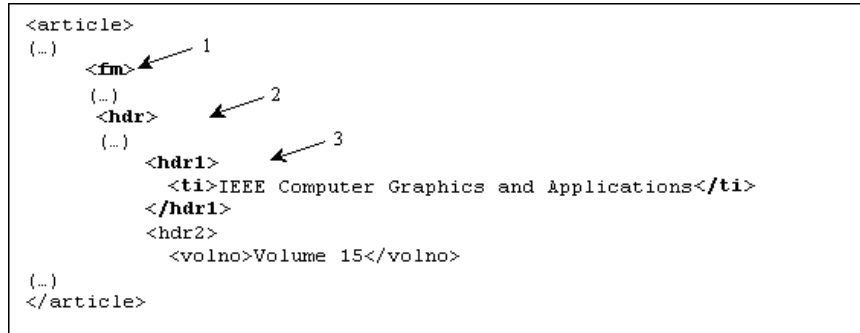 <article>
(…) 1
<fm>
(…) 2
<hdr>
(…) 3
<hdr1>
<ti>IEEE Computer Graphics and Applications</ti>
</hdr1>
<hdr2>
<volno>Volume 15</volno>
(…)
</article>